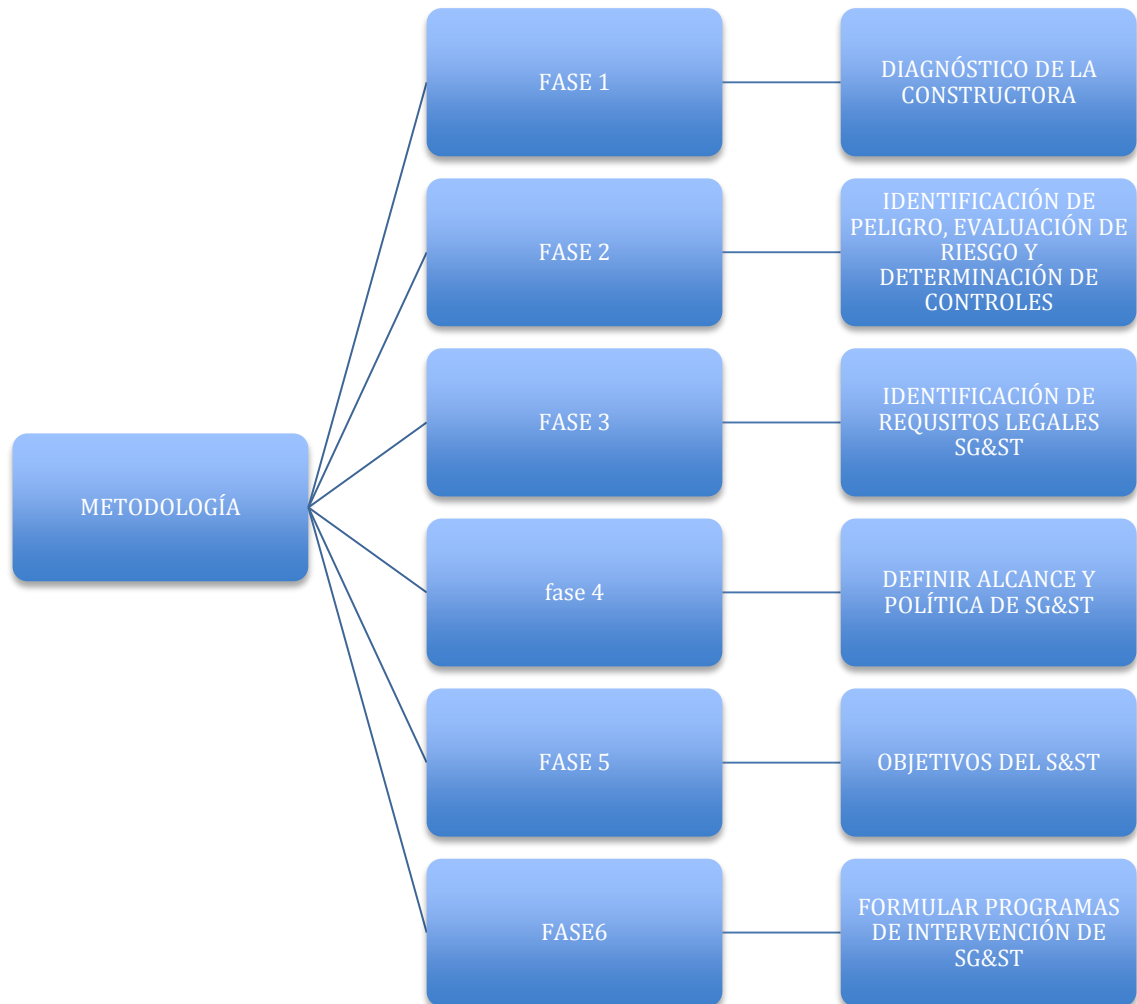 FASE 1
DIAGNÓSTICO DE LA
CONSTRUCTORA
FASE 2
IDENTIFICACIÓN DE
PELIGRO, EVALUACIÓN DE
RIESGO Y
DETERMINACIÓN DE
CONTROLES
FASE 3
IDENTIFICACIÓN DE
REQUSITOS LEGALES
SG&ST
METODOLOGÍA
fase 4
DEFINIR ALCANCE Y
POLÍTICA DE SG&ST
FASE 5
OBJETIVOS DEL S&ST
FASE6
FORMULAR PROGRAMAS
DE INTERVENCIÓN DE
SG&ST